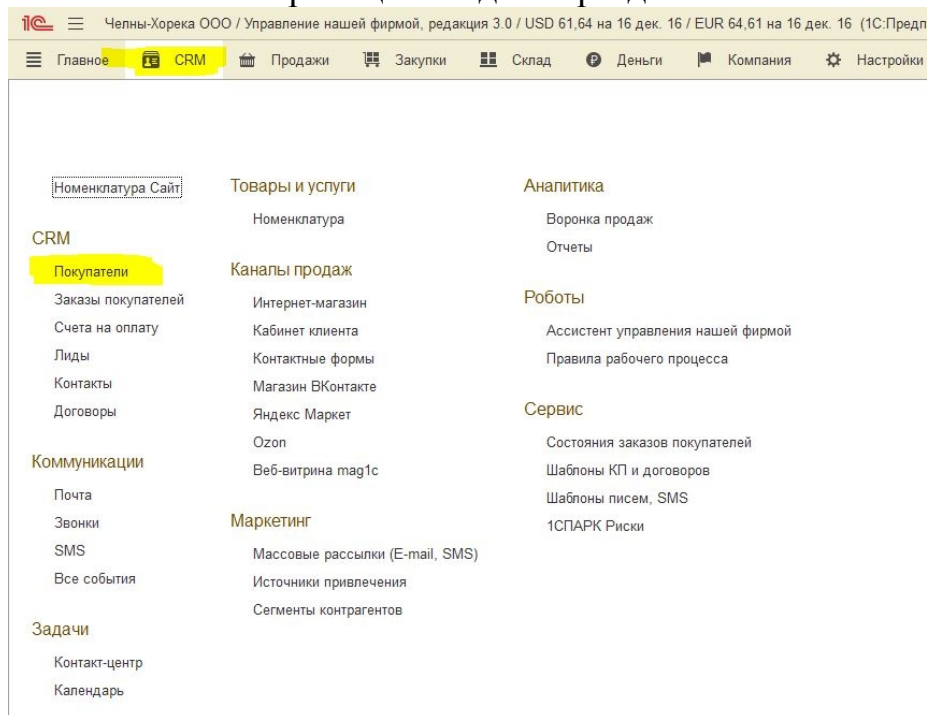 1С Челны-Хорека ООО / Управление нашей фирмой, редакция 3.0 / USD 61,64 на 16 дек. 16 / EUR 64,61 на 16 дек. 16 (1С:Предп
Главное CRM Продажи Закупки Склад Деньги Компания Настройки
Номенклатура Сайт
CRM
Покупатели
Заказы покупателей
Счета на оплату
Лиды
Контакты
Договоры
Коммуникации
Почта
Звонки
SMS
Все события
Задачи
Контакт-центр
Календарь
Товары и услуги
Номенклатура
Каналы продаж
Интернет-магазин
Кабинет клиента
Контактные формы
Магазин ВКонтакте
Яндекс Маркет
Ozon
Веб-витрина mag1c
Маркетинг
Массовые рассылки (E-mail, SMS)
Источники привлечения
Сегменты контрагентов
Аналитика
Воронка продаж
Отчеты
Роботы
Ассистент управления нашей фирмой
Правила рабочего процесса
Сервис
Состояния заказов покупателей
Шаблоны КП и договоров
Шаблоны писем, SMS
1СПАРК Риски